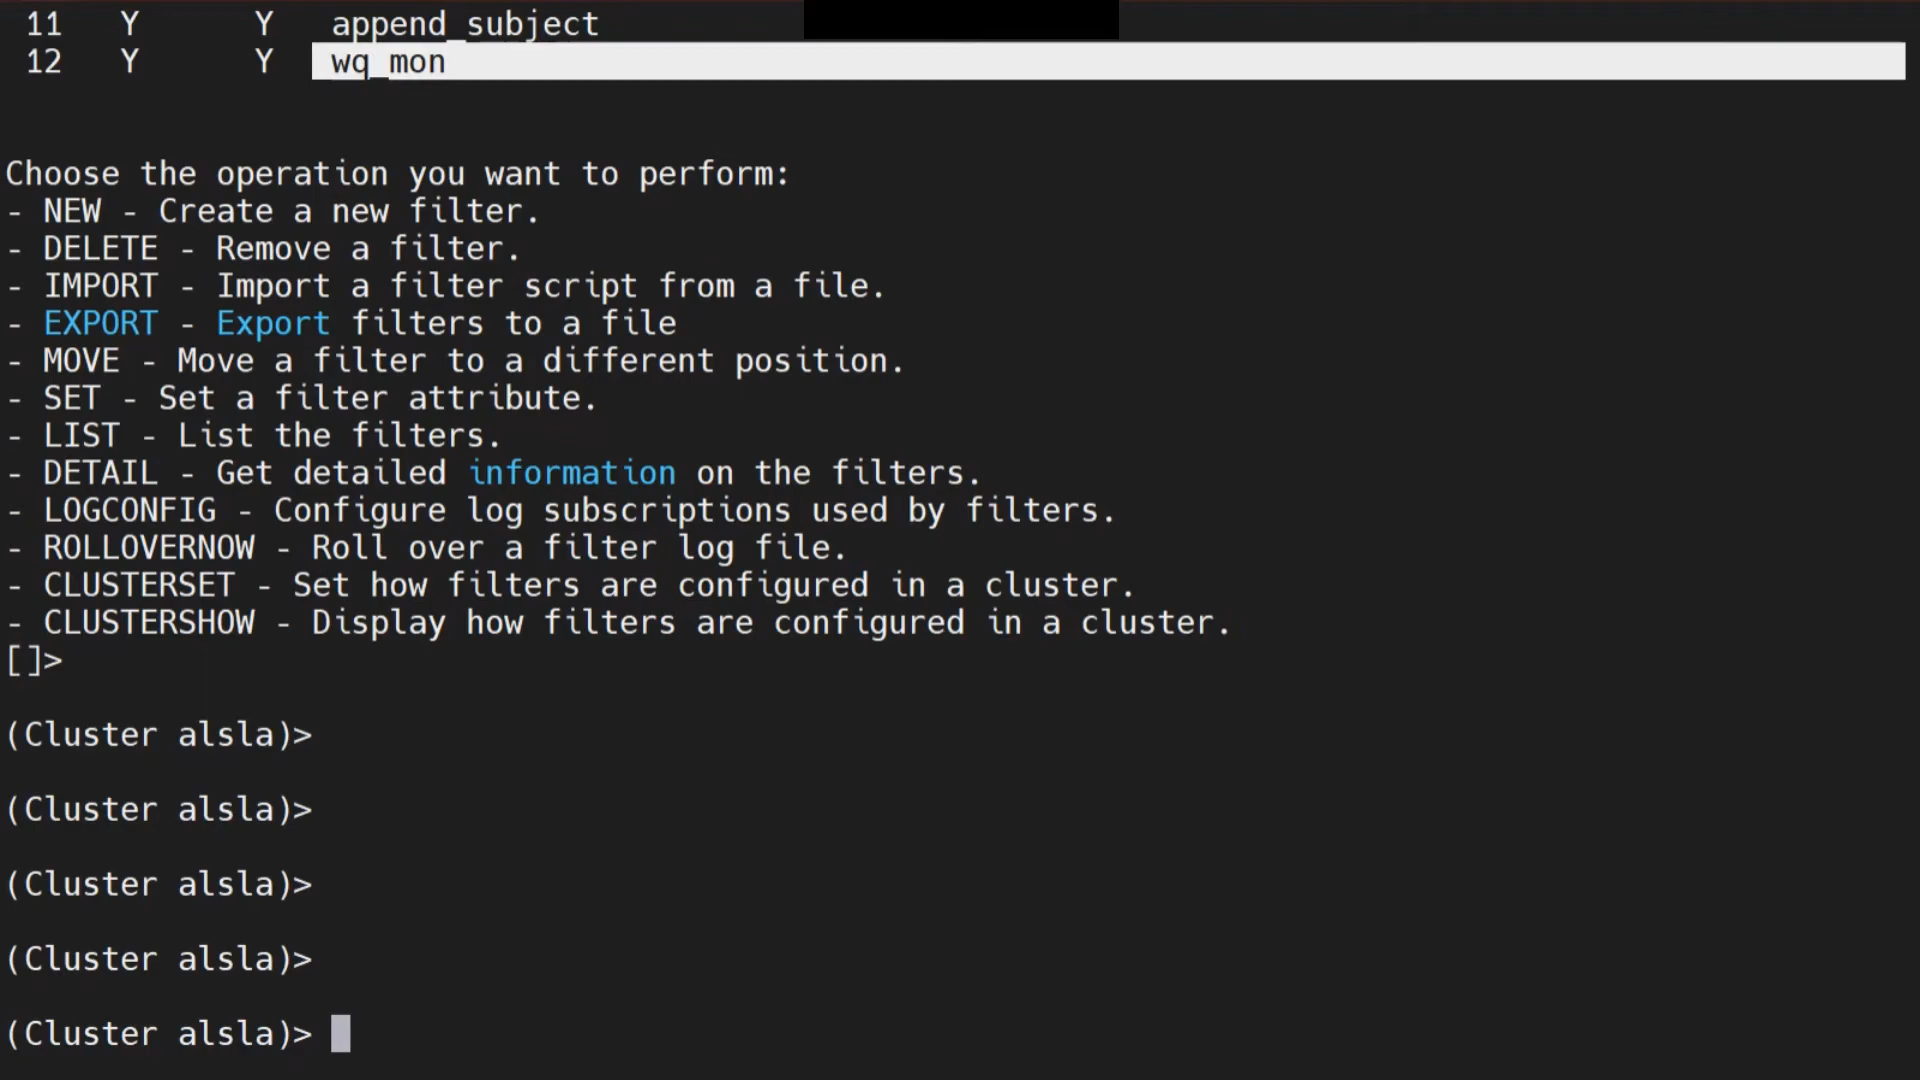 11 Y Y append_subject
12 Y Y wq_mon
Choose the operation you want to perform:
- NEW - Create a new filter.
- DELETE - Remove a filter.
- IMPORT - Import a filter script from a file.
- EXPORT - Export filters to a file
- MOVE - Move a filter to a different position.
- SET - Set a filter attribute.
- LIST - List the filters.
- DETAIL - Get detailed information on the filters.
- LOGCONFIG - Configure log subscriptions used by filters.
- ROLLOVERNOW - Roll over a filter log file.
- CLUSTERSET - Set how filters are configured in a cluster.
- CLUSTERSHOW - Display how filters are configured in a cluster.
[]>
(Cluster alsla)>
(Cluster alsla)>
(Cluster alsla)>
(Cluster alsla)>
(Cluster alsla)>